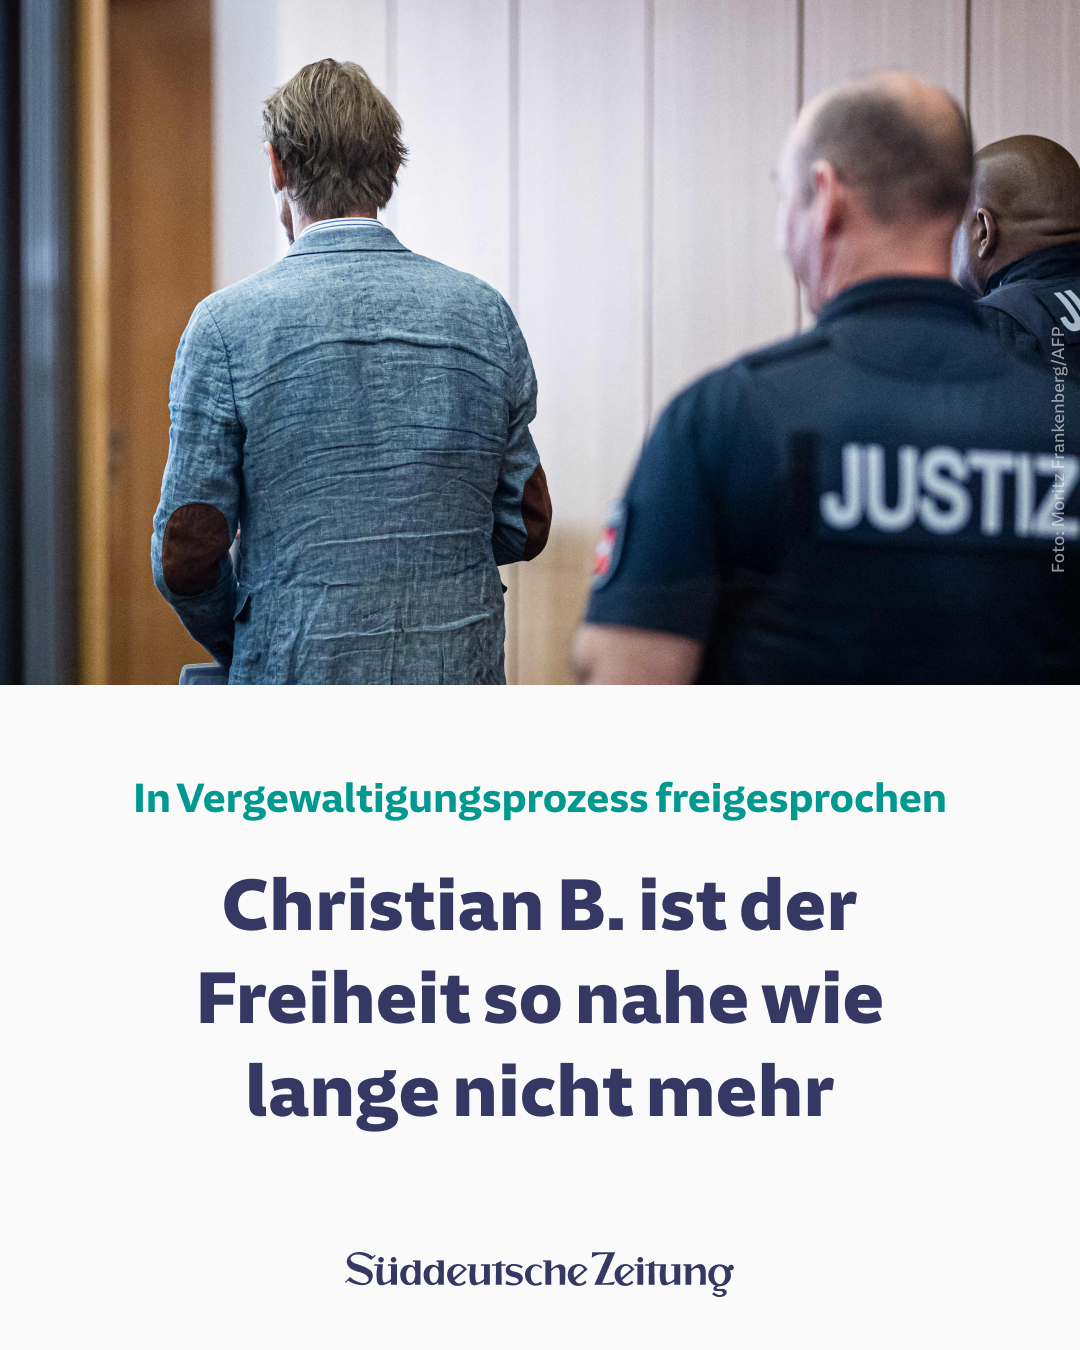 JU
JUSTIZ
Foto: Moritz Frankenberg/AFP
In Vergewaltigungsprozess freigesprochen
Christian B. ist der
Freiheit so nahe wie
lange nicht mehr
Süddeutsche Zeitung